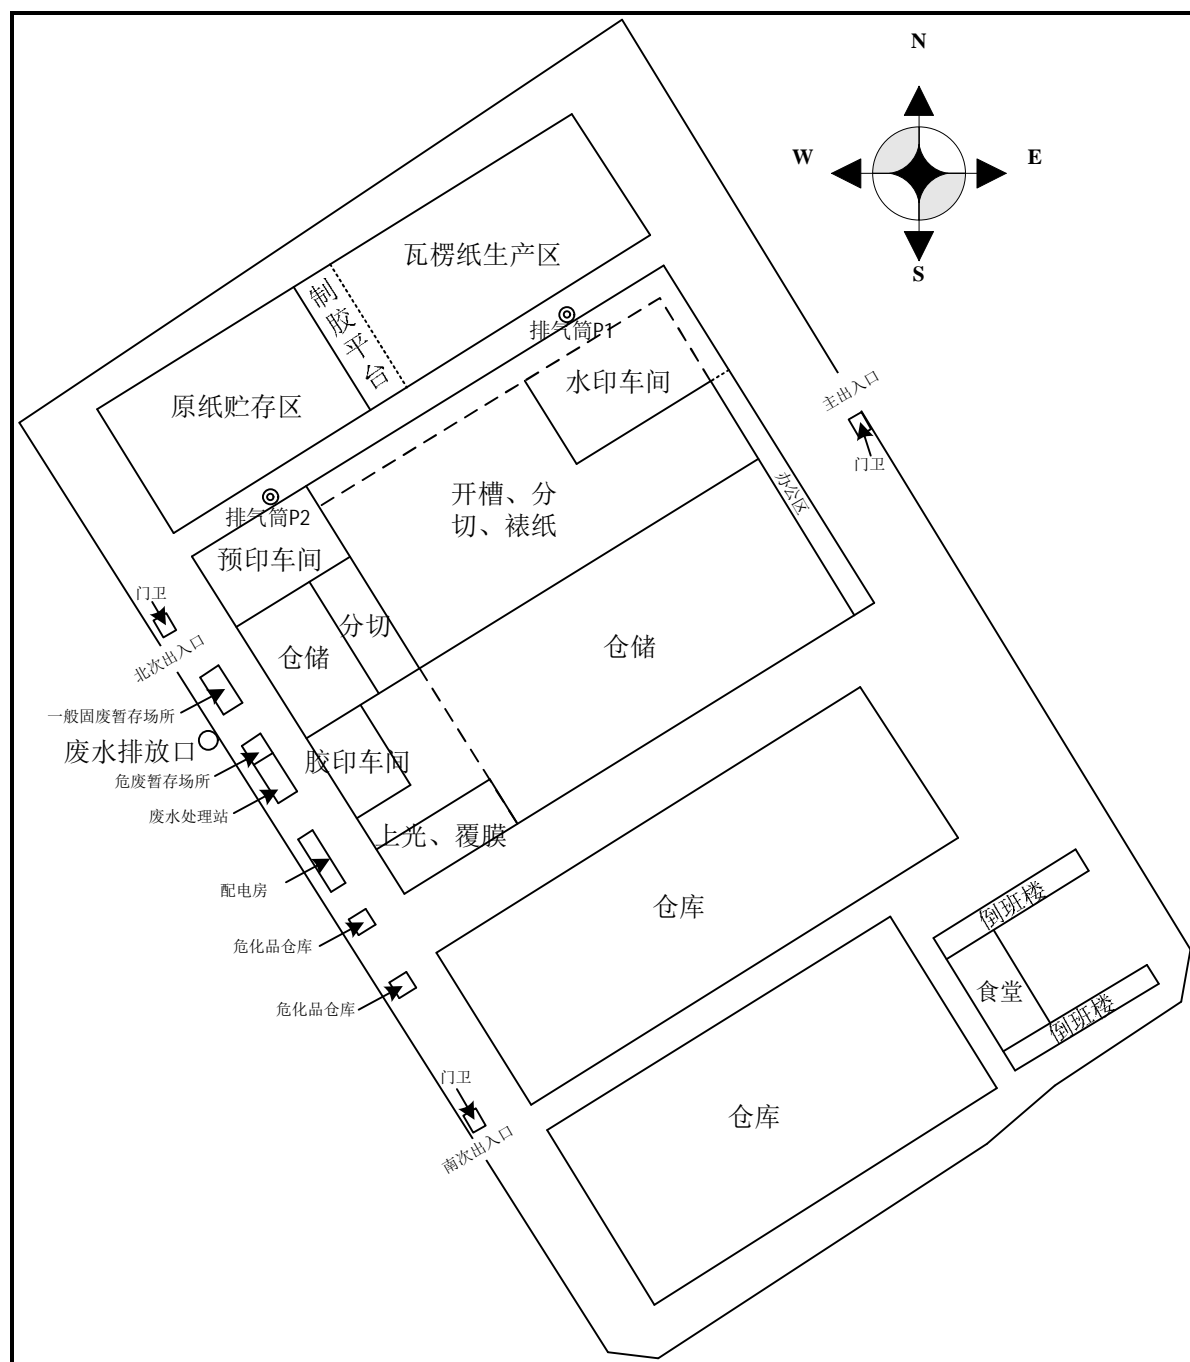 N
W
E
S
瓦楞纸生产区
制胶平台
排气筒P1
水印车间
原纸贮存区
主出入口
门卫
开槽、分
切、裱纸
办公区
排气筒P2
预印车间
门卫
分切
北次出入口
仓储
仓储
一般固废暂存场所
废水排放口
胶印车间
危废暂存场所
废水处理站
上光、覆膜
配电房
仓库
倒班楼
危化品仓库
食堂
危化品仓库
倒班楼
门卫
仓库
南次出入口